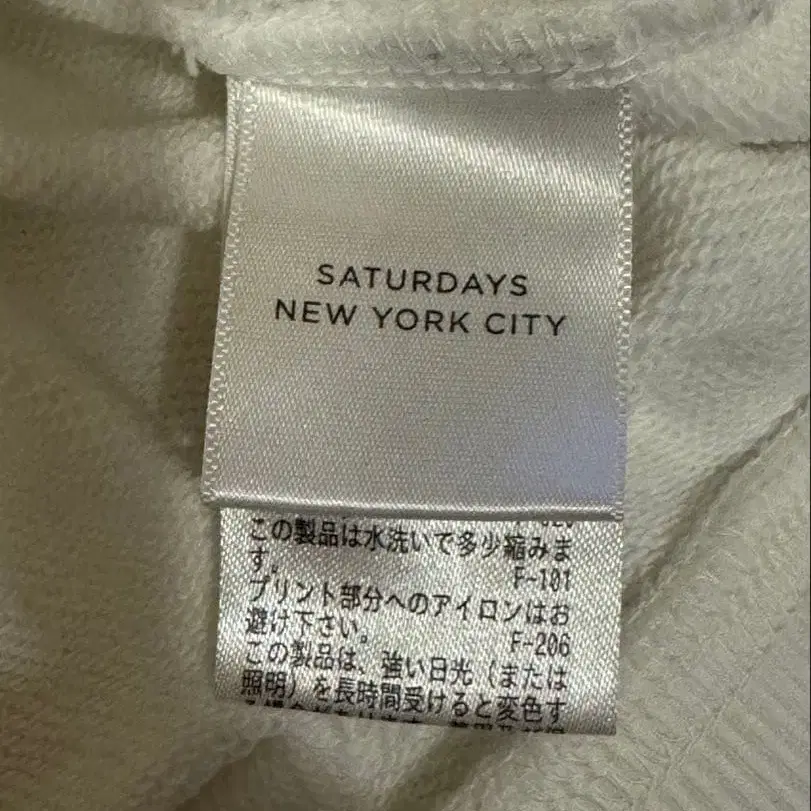 SATURDAYS
NEW YORK CITY
この製品は水洗いで多少縮みま
す。 F-101
プリント部分へのアイロンはお
避け下さい。 F-206
この製品は、強い日光（または
照明）を長時間受けると変色す